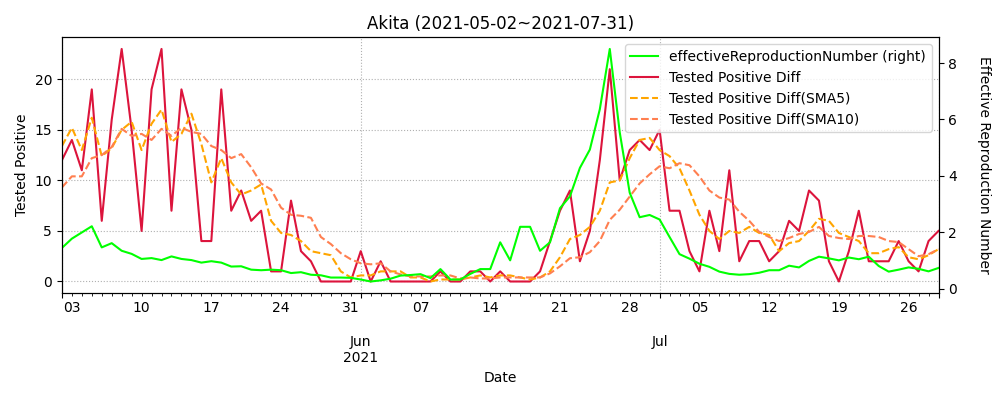 Akita (2021-05-02~2021-07-31)
effectiveReproductionNumber (right)
Tested Positive Diff
Tested Positive Diff(SMA5)
Tested Positive Diff(SMA10)
Tested Positive
20
15
10
5
0
Effective Reproduction Number
8
6
4
2
0
03 10 17 24 31 07 14 21 28 05 12 19 26
Jun Jul
2021
Date